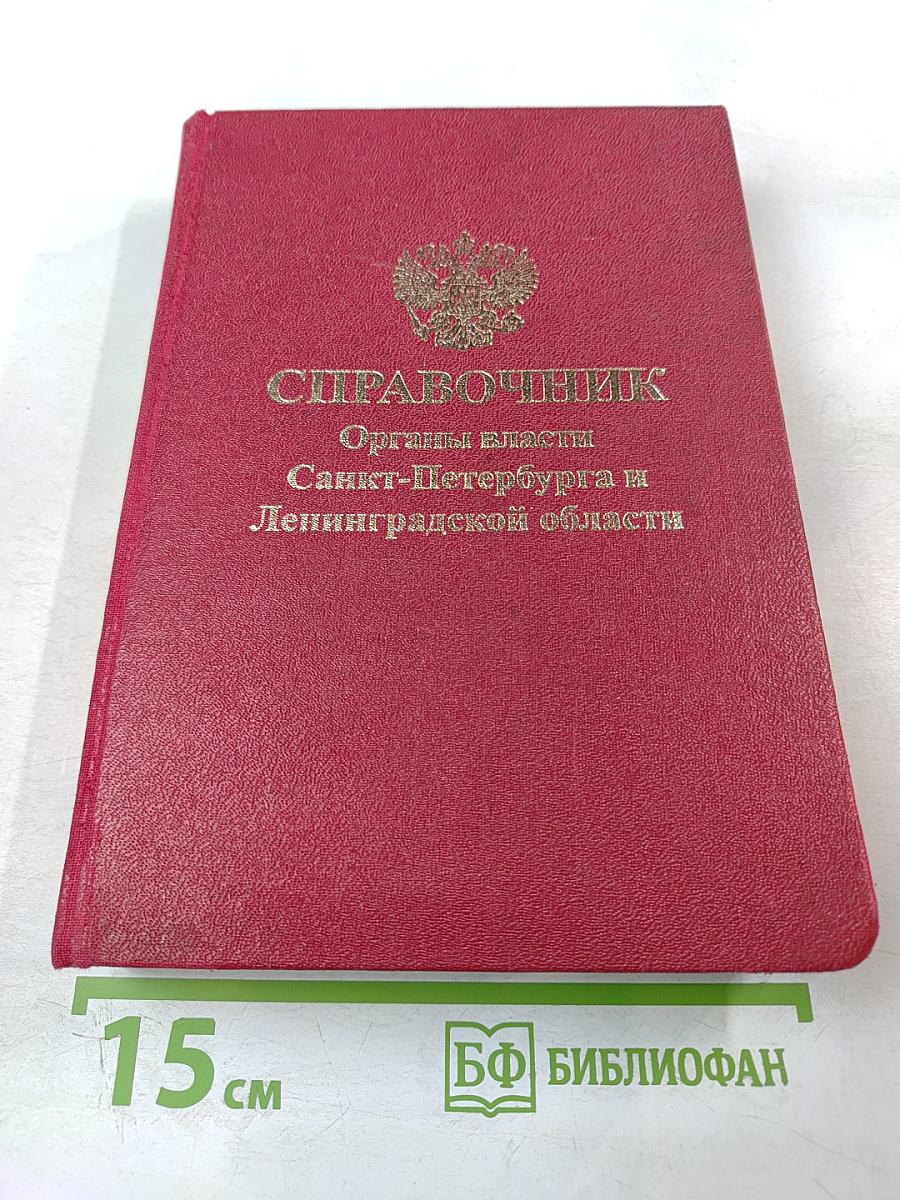 СПРАВОЧНИК
Органы власти
Санкт-Петербурга и
Ленинградской области
15 см
БФ БИБЛИОФАН